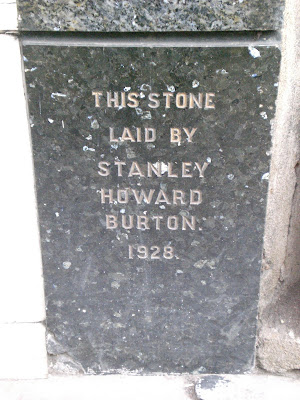 THIS STONE
LAID BY
STANLEY
HOWARD
BURTON.
1928.